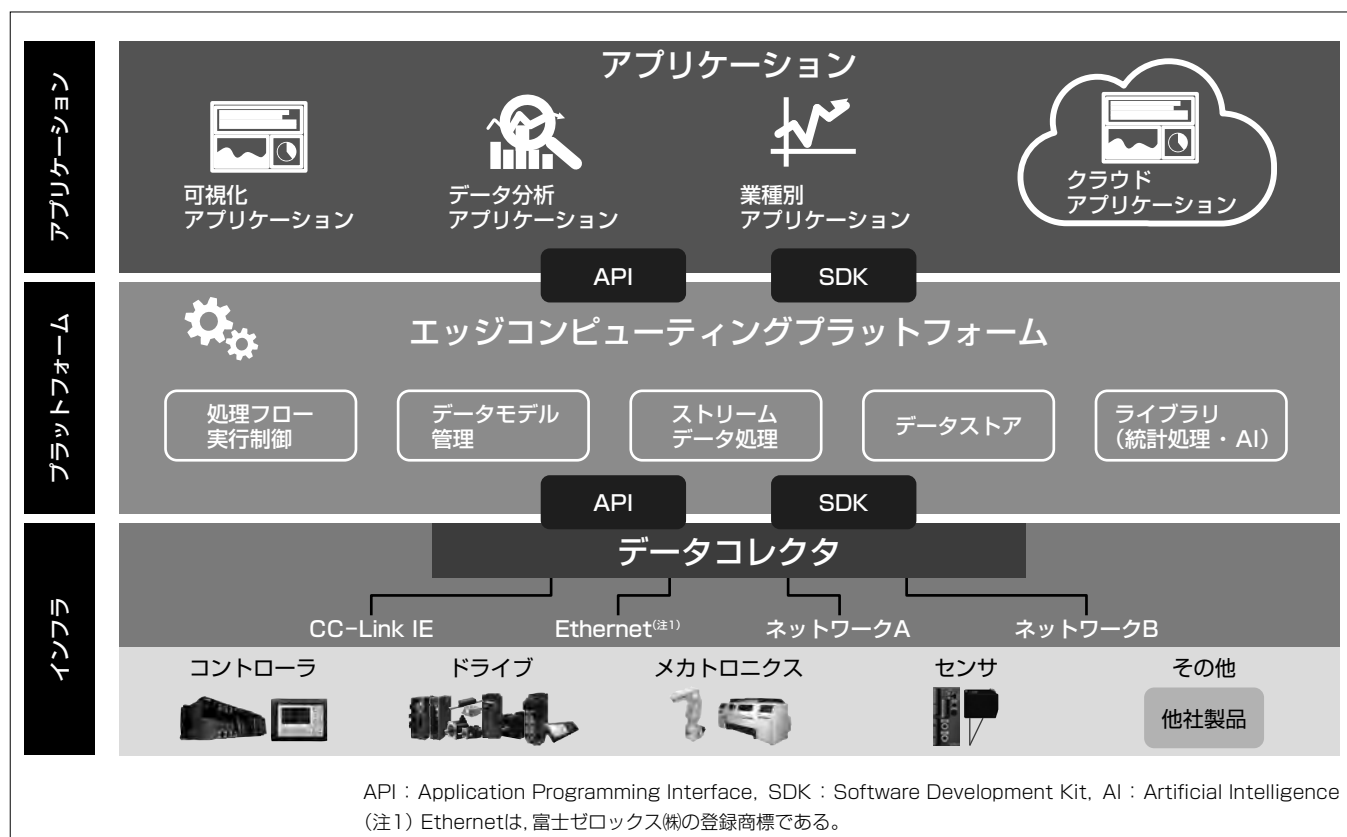 アプリケーション
アプリケーション
可視化
アプリケーション
データ分析
アプリケーション
業種別
アプリケーション
クラウド
アプリケーション
API
SDK
プラットフォーム
エッジコンピューティングプラットフォーム
処理フロー
実行制御
データモデル
管理
ストリーム
データ処理
データストア
ライブラリ
（統計処理・AI）
API
SDK
インフラ
データコレクタ
CC-Link IE
Ethernet(注1)
ネットワークA
ネットワークB
コントローラ
ドライブ
メカトロニクス
センサ
その他
他社製品
API：Application Programming Interface, SDK：Software Development Kit, AI：Artificial Intelligence
（注1）Ethernetは，富士ゼロックス㈱の登録商標である。